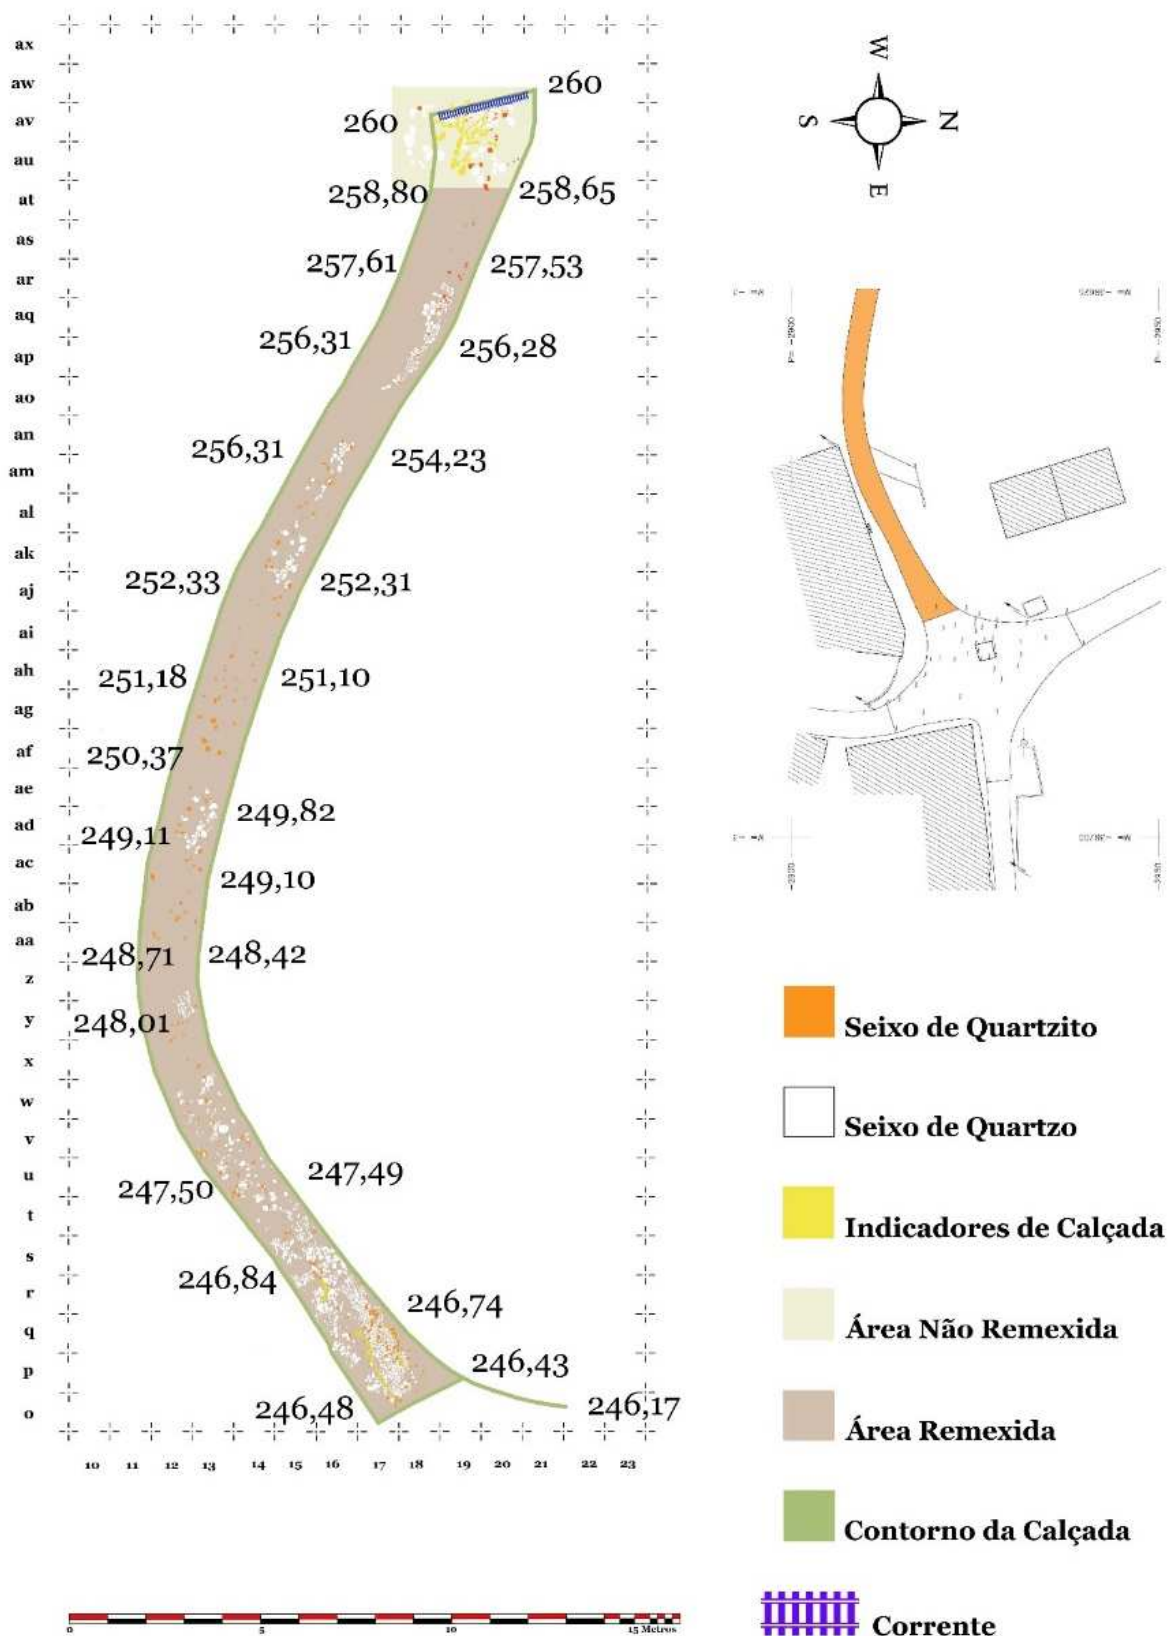 ax
aw
av
au
at
as
ar
aq
ap
ao
an
am
al
ak
aj
ai
ah
ag
af
ae
ad
ac
ab
aa
z
y
x
w
v
u
t
s
r
q
p
o
260
260
258,80
258,65
257,61
257,53
256,31
256,28
256,31
254,23
252,33
252,31
251,18
251,10
250,37
249,82
249,11
249,10
248,71
248,42
248,01
247,50
247,49
246,84
246,74
246,43
246,48
246,17
10 11 12 13 14 15 16 17 18 19 20 21 22 23
0 5 10 15 Metros
W
S N
E
Seixo de Quartzito
Seixo de Quartzo
Indicadores de Calçada
Área Não Remexida
Área Remexida
Contorno da Calçada
Corrente